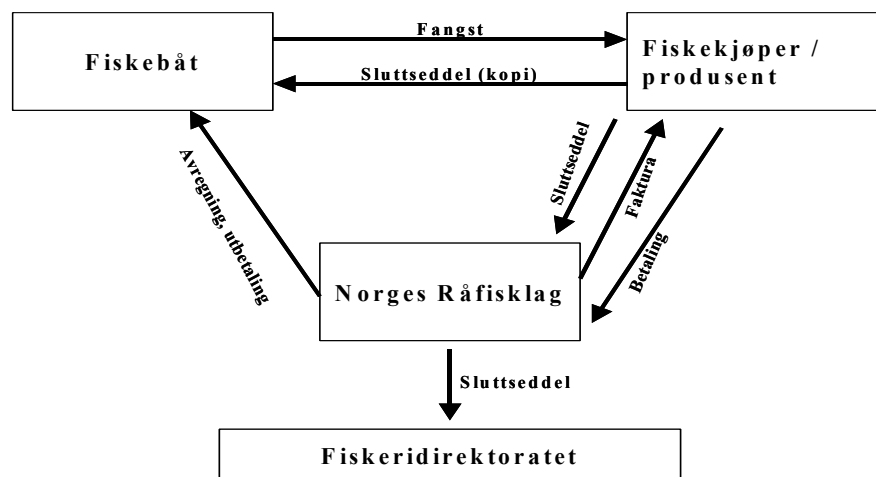 Fangst
Fiskebåt
Fiskekjøper /
produsent
Sluttseddel (kopi)
Avregning, utbetaling
Sluttseddel
Faktura
Betaling
Norges Råfisklag
Sluttseddel
Fiskeridirektoratet